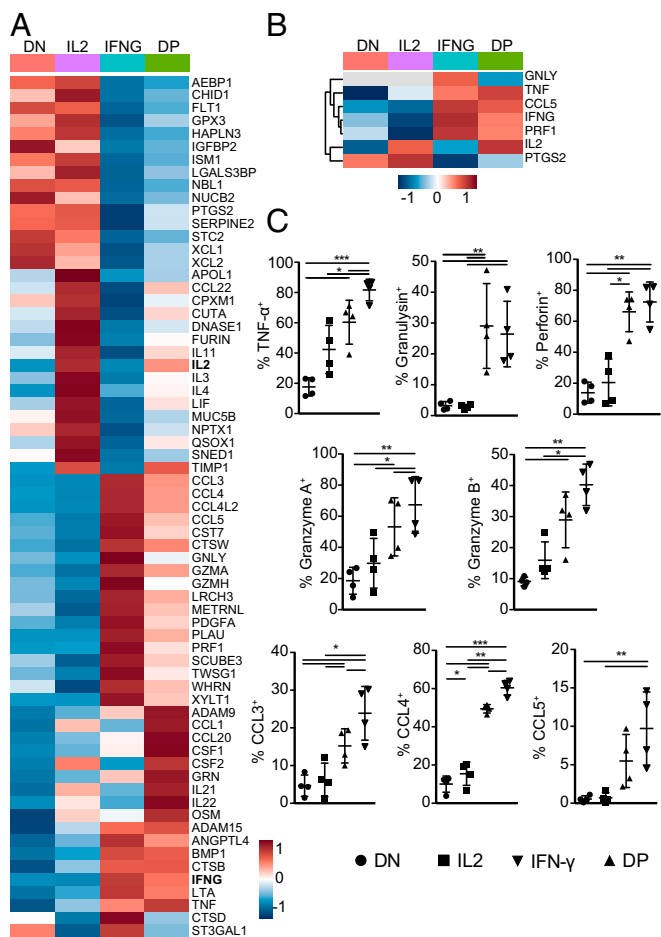 A
DN IL2 IFNG DP
AEBP1
CHID1
FLT1
GPX3
HAPLN3
IGFBP2
ISM1
LGALS3BP
NBL1
NUCB2
PTGS2
SERPINE2
STC2
XCL1
XCL2
APOL1
CCL22
CPXM1
CUTA
DNASE1
FURIN
IL11
IL2
IL3
IL4
LIF
MUC5B
NPTX1
QSOX1
SNED1
TIMP1
CCL3
CCL4
CCL4L2
CCL5
CST7
CTSW
GNLY
GZMA
GZMH
LRCH3
METRNL
PDGFA
PLAU
PRF1
SCUBE3
TWSG1
WHRN
XYLT1
ADAM9
CCL1
CCL20
CSF1
CSF2
GRN
IL21
IL22
OSM
ADAM15
ANGPTL4
BMP1
CTSB
IFNG
LTA
TNF
CTSD
ST3GAL1
1
0
1
B
DN IL2 IFNG DP
GNLY
TNF
CCL5
IFNG
PRF1
IL2
PTGS2
-1 0 1
C
% TNF-α+
100
80
60
40
20
0
***
*
% Granulysin+
50
40
30
20
10
0
**
% Perforin+
100
80
60
40
20
0
**
*
% Granzyme A+
100
80
60
40
20
0
**
*
% Granzyme B+
50
40
30
20
10
0
**
*
% CCL3+
30
20
10
0
*
% CCL4+
80
60
40
20
0
***
**
*
% CCL5+
20
15
10
5
0
**
DN IL2 IFN-γ DP